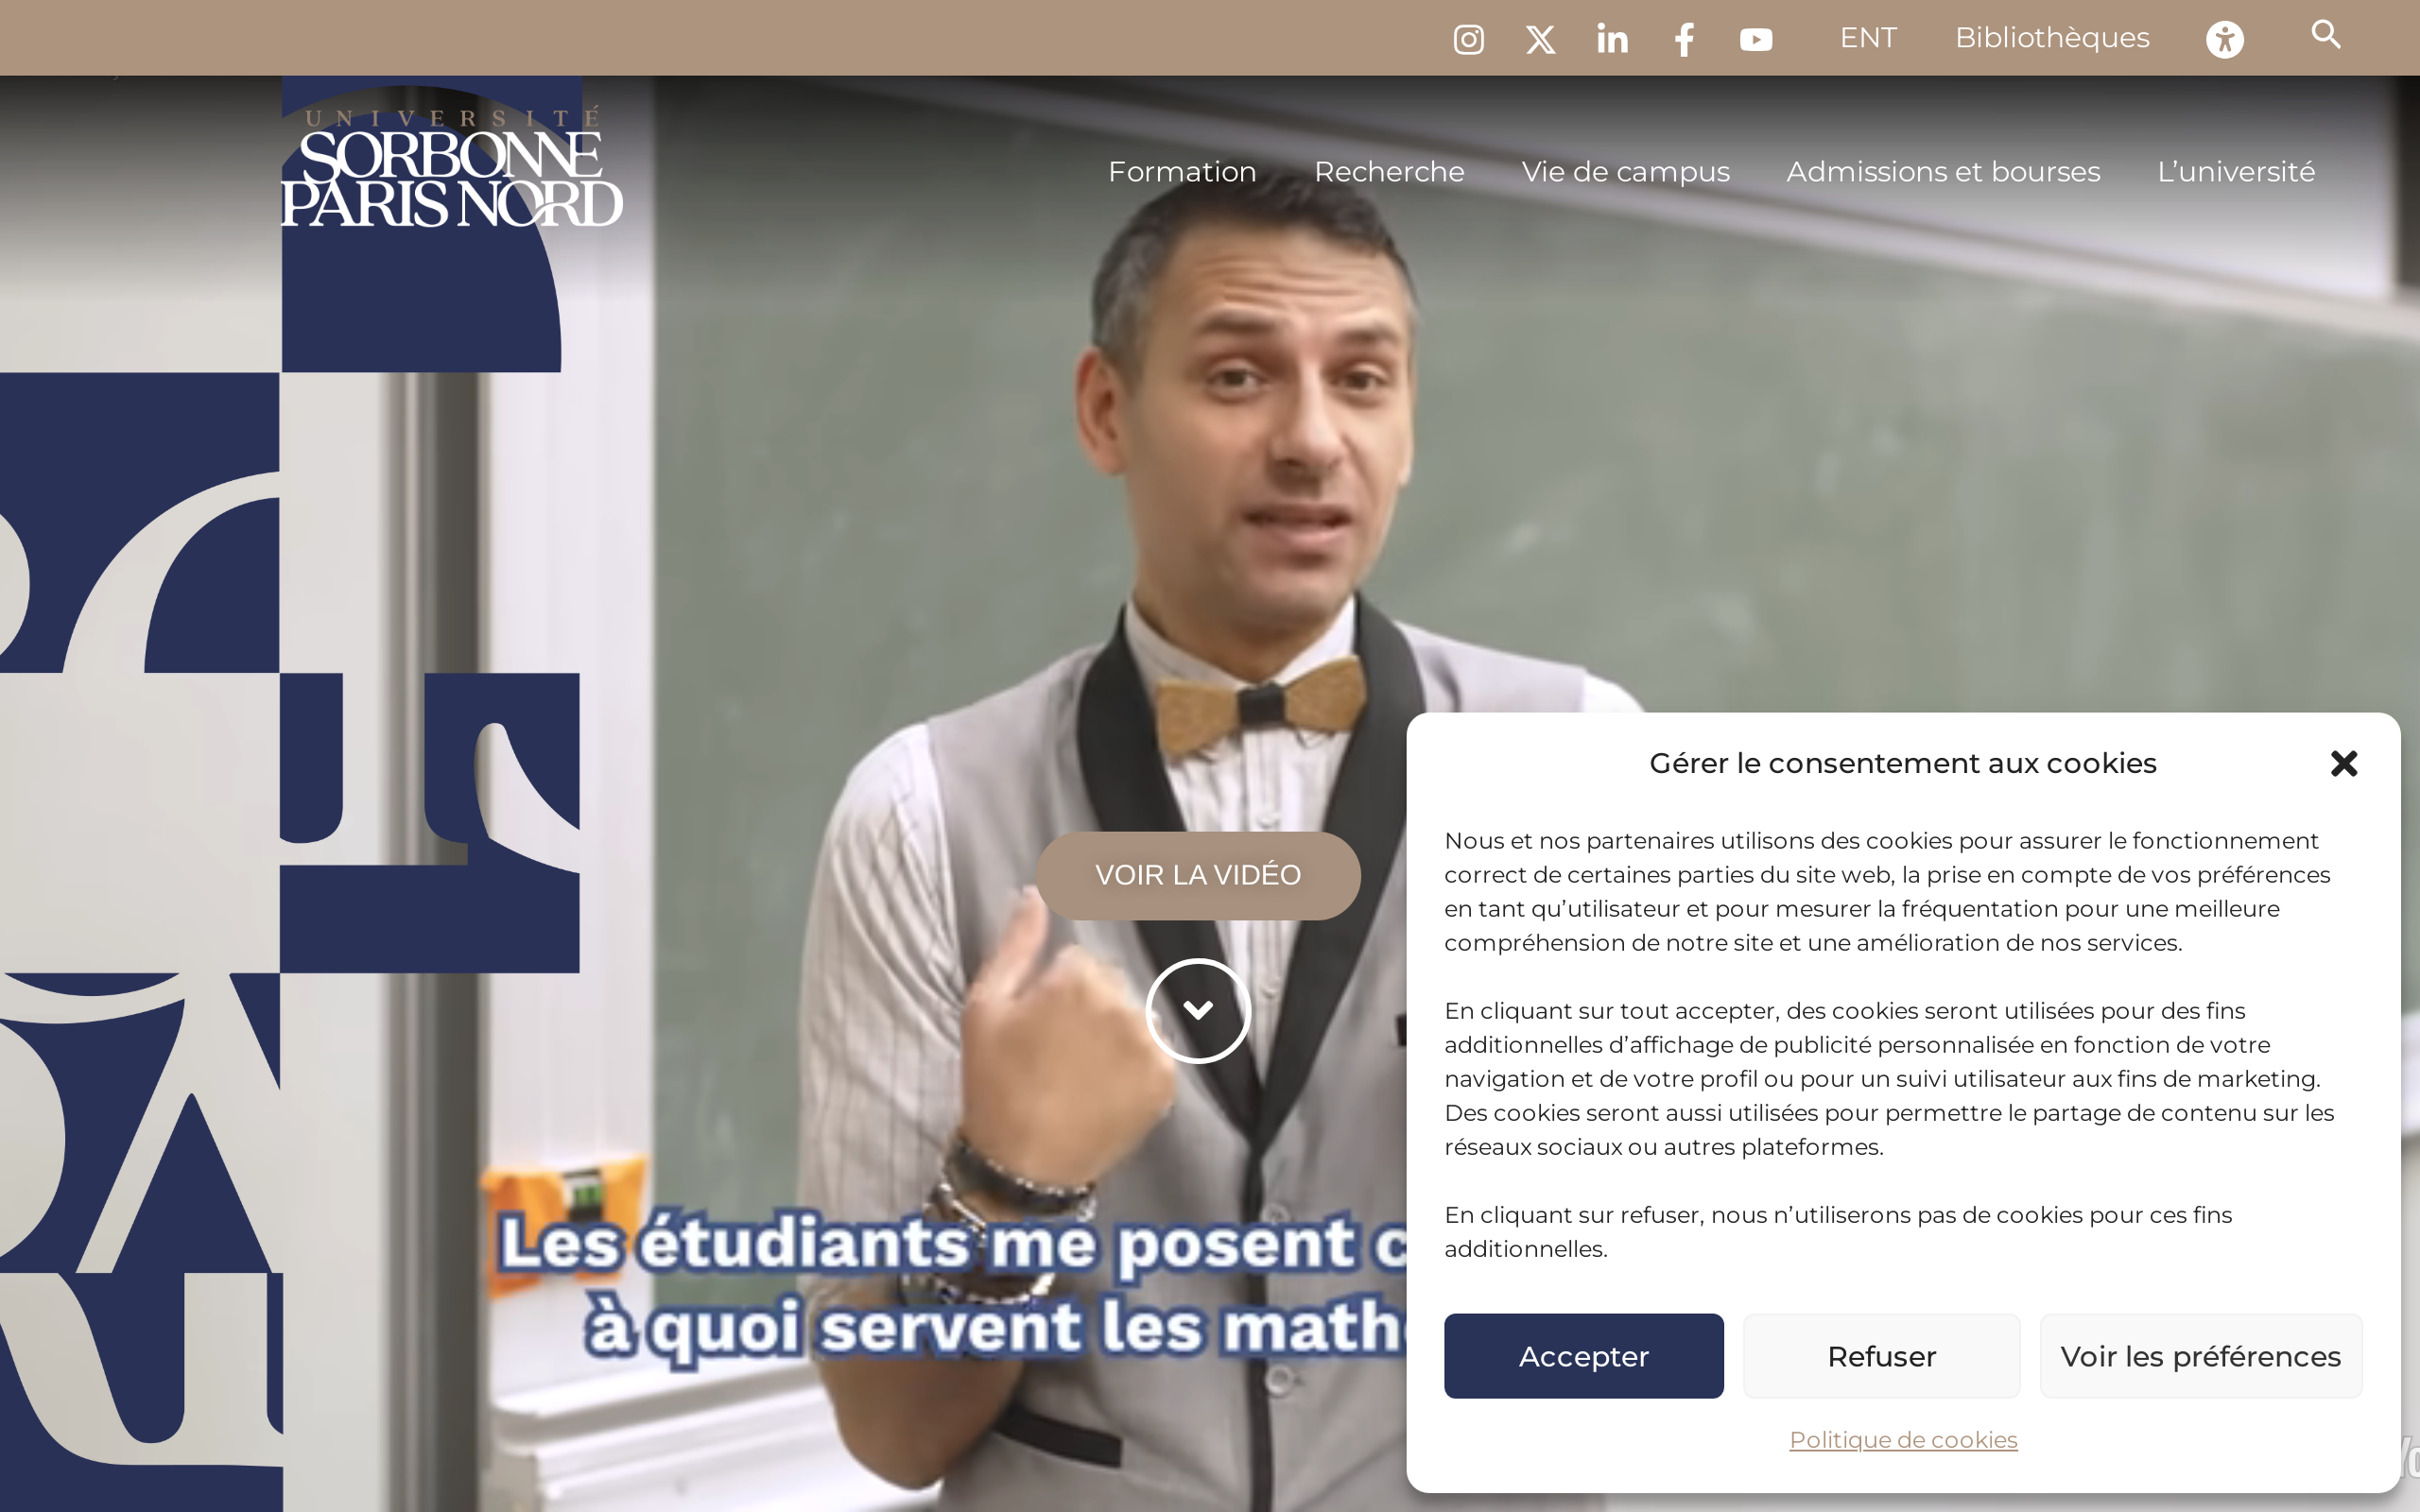 ENT
Bibliothèques
UNIVERSITÉ
SORBONNE
PARIS NORD
Formation
Recherche
Vie de campus
Admissions et bourses
L’université
VOIR LA VIDÉO
Les étudiants me posent
à quoi servent les math
Gérer le consentement aux cookies
Nous et nos partenaires utilisons des cookies pour assurer le fonctionnement
correct de certaines parties du site web, la prise en compte de vos préférences
en tant qu’utilisateur et pour mesurer la fréquentation pour une meilleure
compréhension de notre site et une amélioration de nos services.
En cliquant sur tout accepter, des cookies seront utilisées pour des fins
additionnelles d’affichage de publicité personnalisée en fonction de votre
navigation et de votre profil ou pour un suivi utilisateur aux fins de marketing.
Des cookies seront aussi utilisées pour permettre le partage de contenu sur les
réseaux sociaux ou autres plateformes.
En cliquant sur refuser, nous n’utiliserons pas de cookies pour ces fins
additionnelles.
Accepter
Refuser
Voir les préférences
Politique de cookies